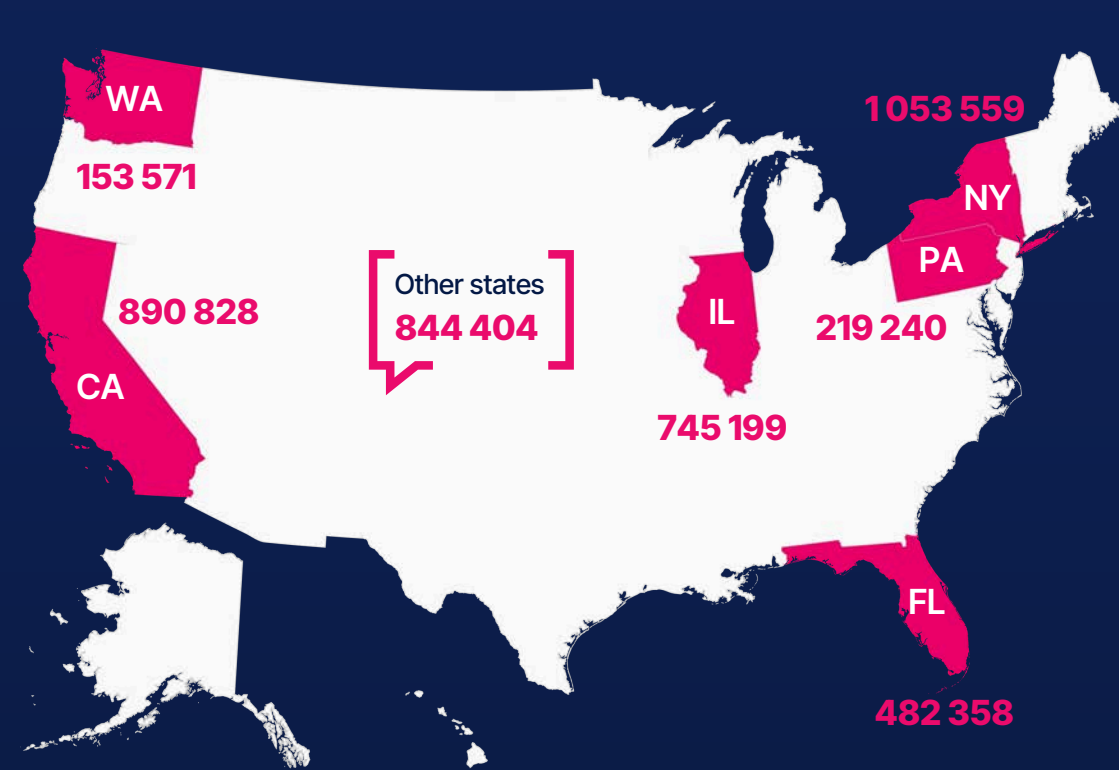 WA
153 571
1 053 559
NY
PA
219 240
Other states
844 404
890 828
IL
745 199
CA
FL
482 358